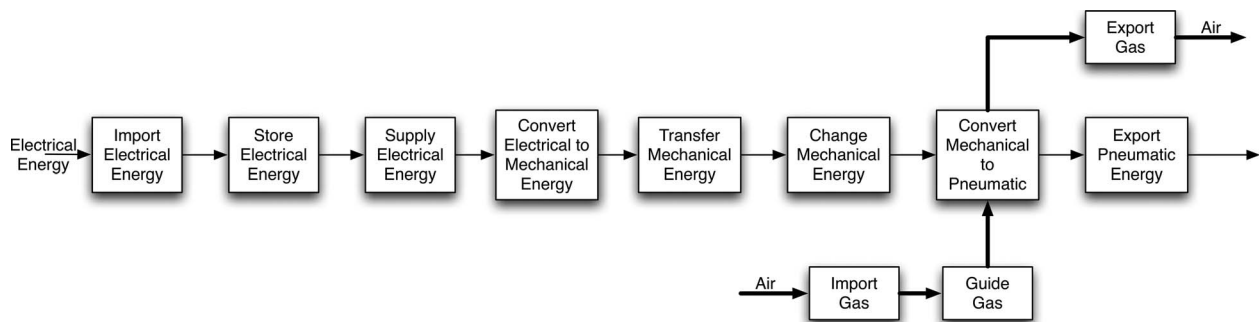 Export
Gas
Air
Electrical
Energy
Import
Electrical
Energy
Store
Electrical
Energy
Supply
Electrical
Energy
Convert
Electrical to
Mechanical
Energy
Transfer
Mechanical
Energy
Change
Mechanical
Energy
Convert
Mechanical
to
Pneumatic
Export
Pneumatic
Energy
Air
Import
Gas
Guide
Gas